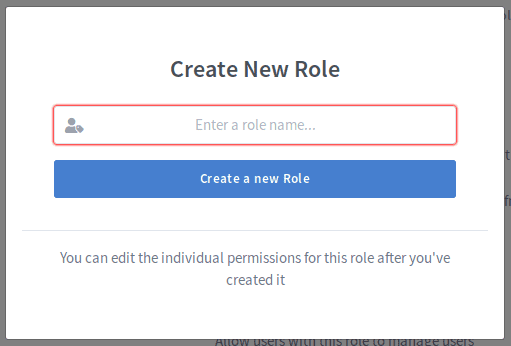 Create New Role
Enter a role name...
Create a new Role
You can edit the individual permissions for this role after you've
created it
Allow users with this role to manage users